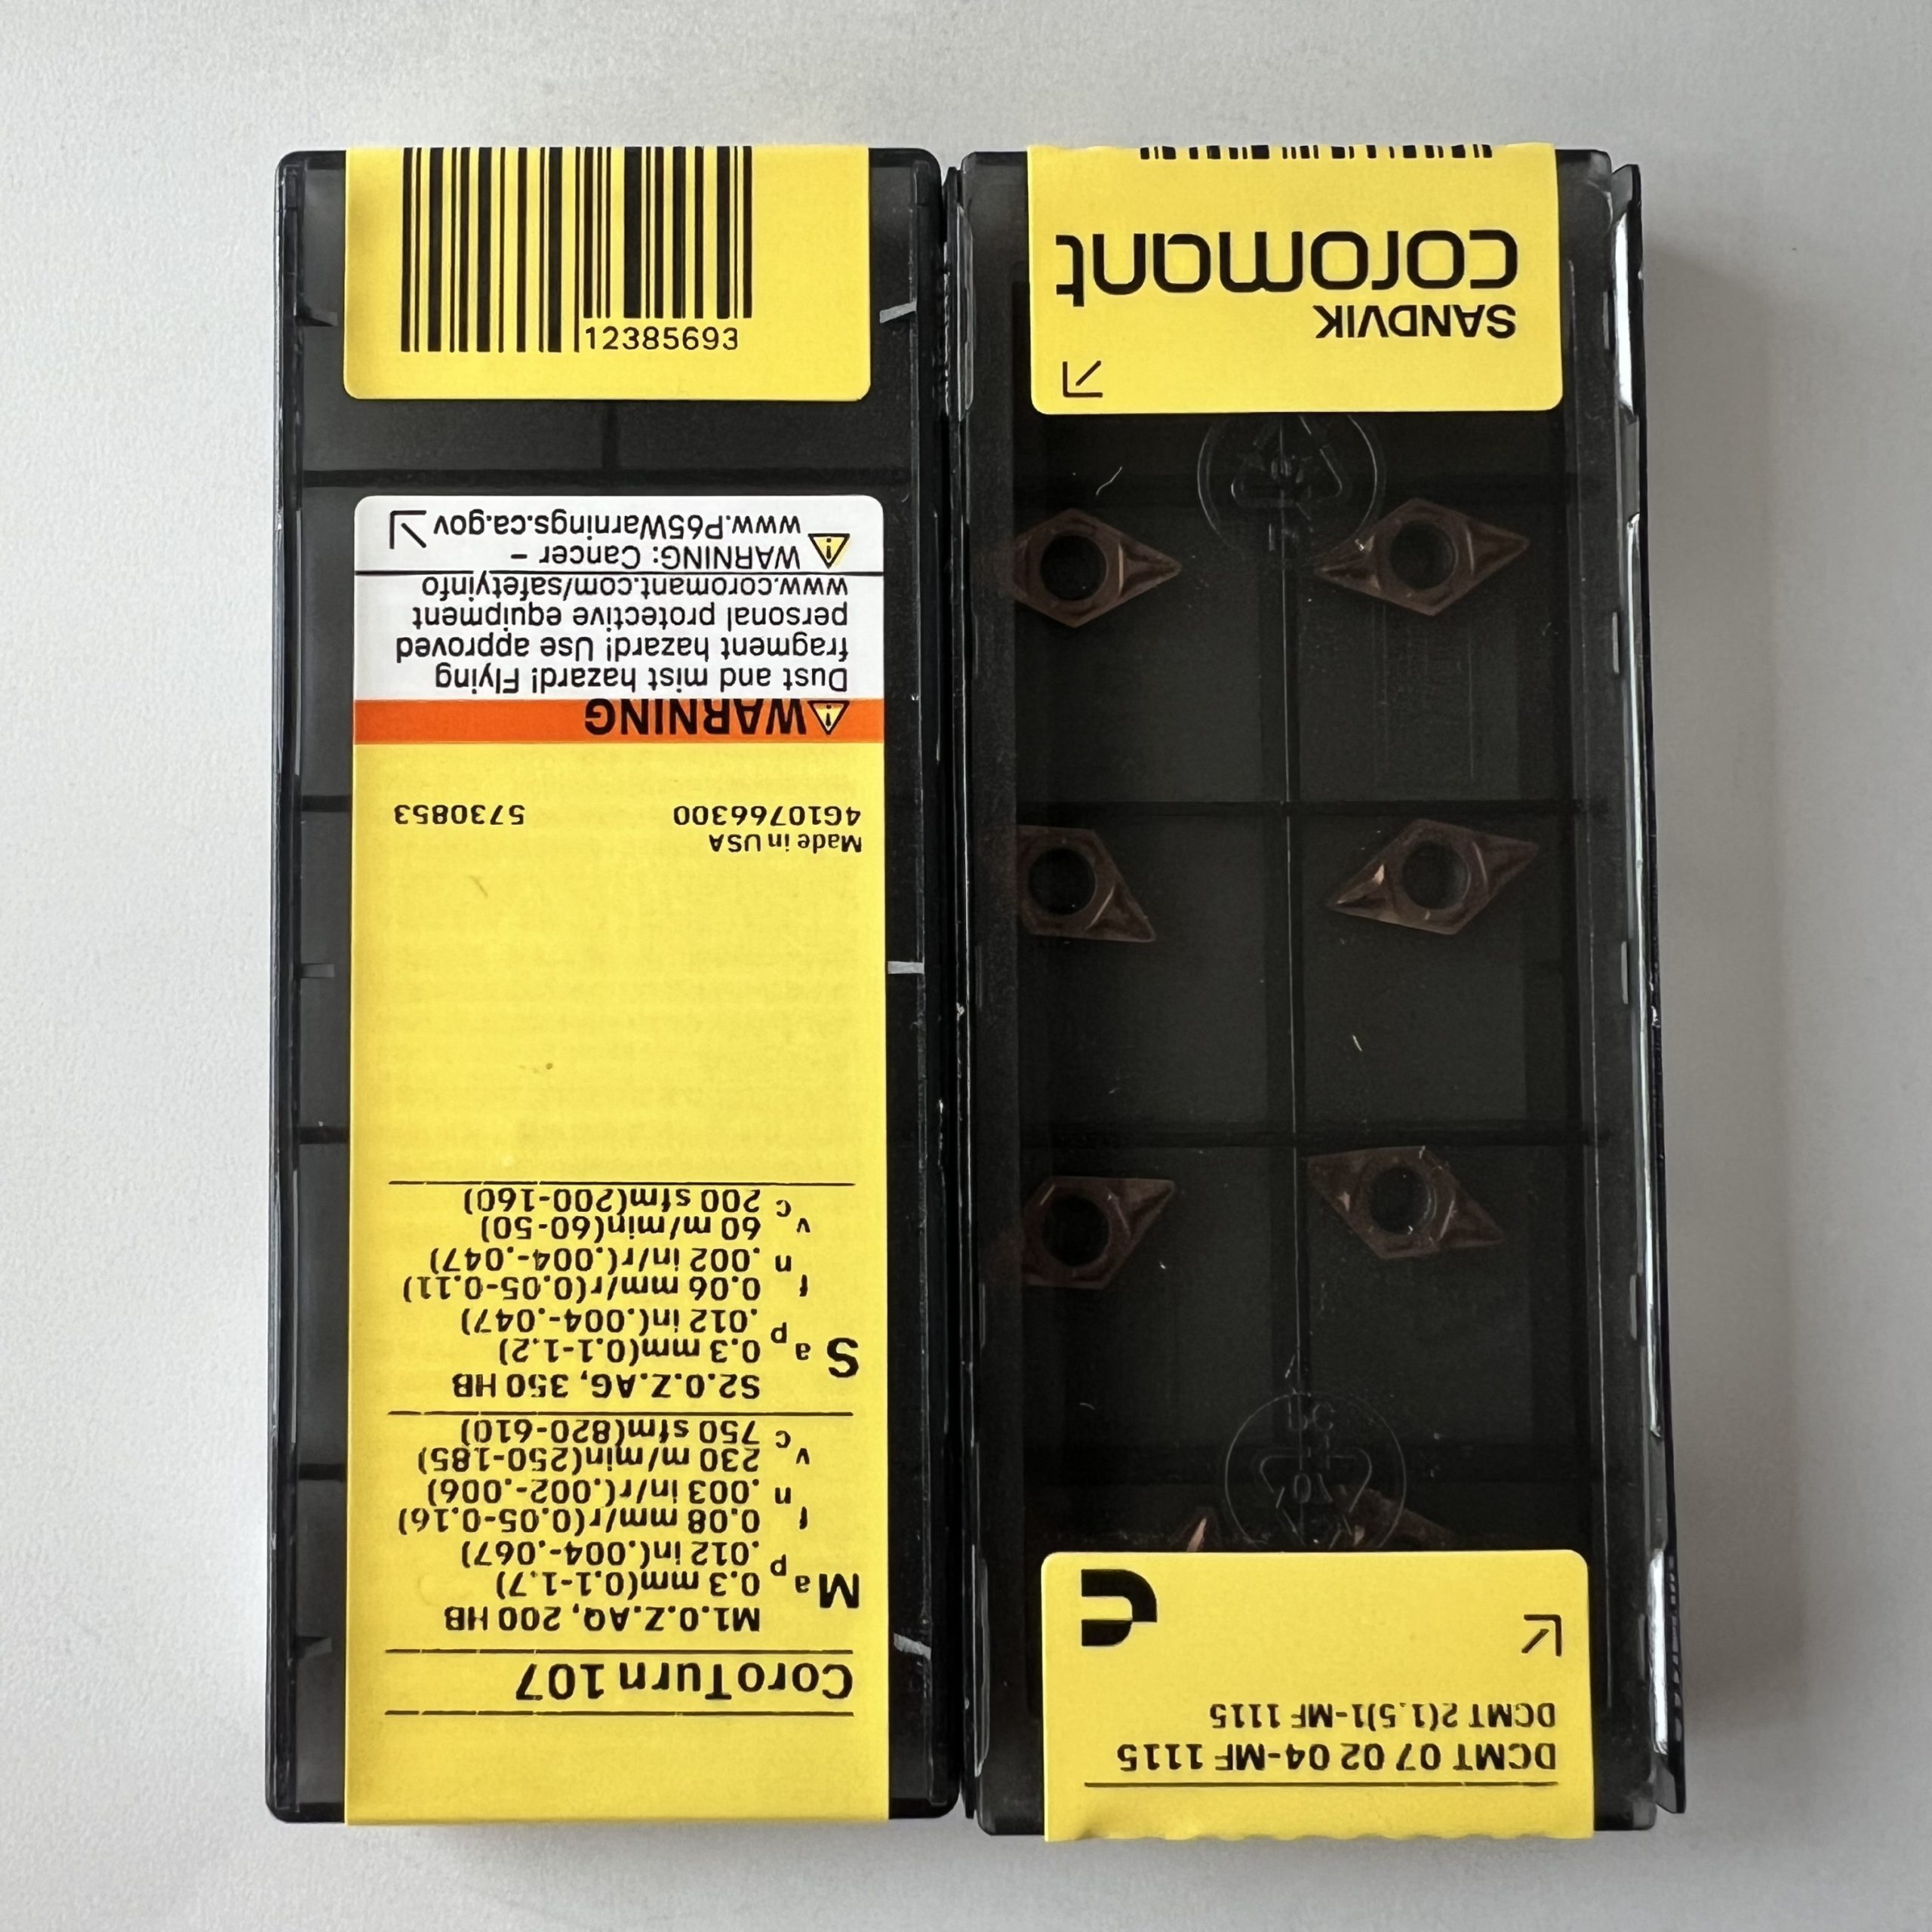 12385693
CoroTurn 107
M M1.0.Z.AQ, 200 HB
ap 0.3 mm(0.1-1.7)
.012 in(.004-.067)
fn 0.08 mm/r(0.05-0.16)
.003 in/r(.002-.006)
vc 230 m/min(250-185)
750 sfm(820-610)
S S2.0.Z.AG, 350 HB
ap 0.3 mm(0.1-1.2)
.012 in(.004-.047)
fn 0.06 mm/r(0.05-0.11)
.002 in/r(.004-.047)
vc 60 m/min(60-50)
200 sfm(200-160)
Made in USA
4G10766300 5730853
WARNING
Dust and mist hazard! Flying
fragment hazard! Use approved
personal protective equipment
www.coromant.com/safetyinfo
WARNING: Cancer -
www.P65Warnings.ca.gov
DCMT 07 02 04-MF 1115
DCMT 2(1.5)1-MF 1115
SANDVIK
coromant